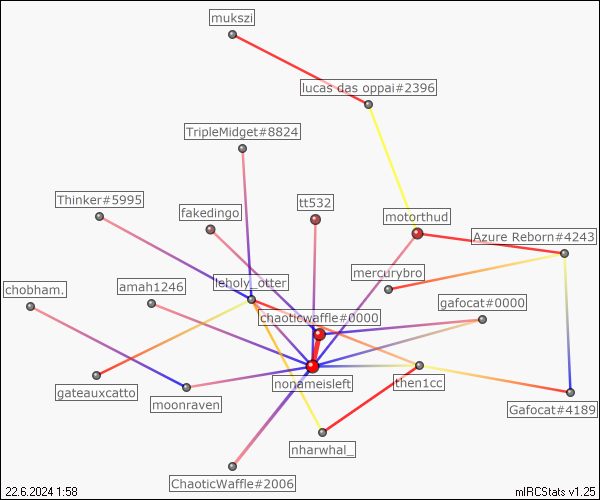 mukszi
lucas das oppai#2396
TripleMidget#8824
Thinker#5995
fakedingo
tt532
motorthud
Azure Reborn#4243
mercurybro
leholy_otter
chobham.
amah1246
gafocat#0000
chaoticwaffle#0000
nonameisleft
then1cc
gateauxcatto
moonraven
Gafocat#4189
nharwhal_
ChaoticWaffle#2006
22.6.2024 1:58
mIRCStats v1.25